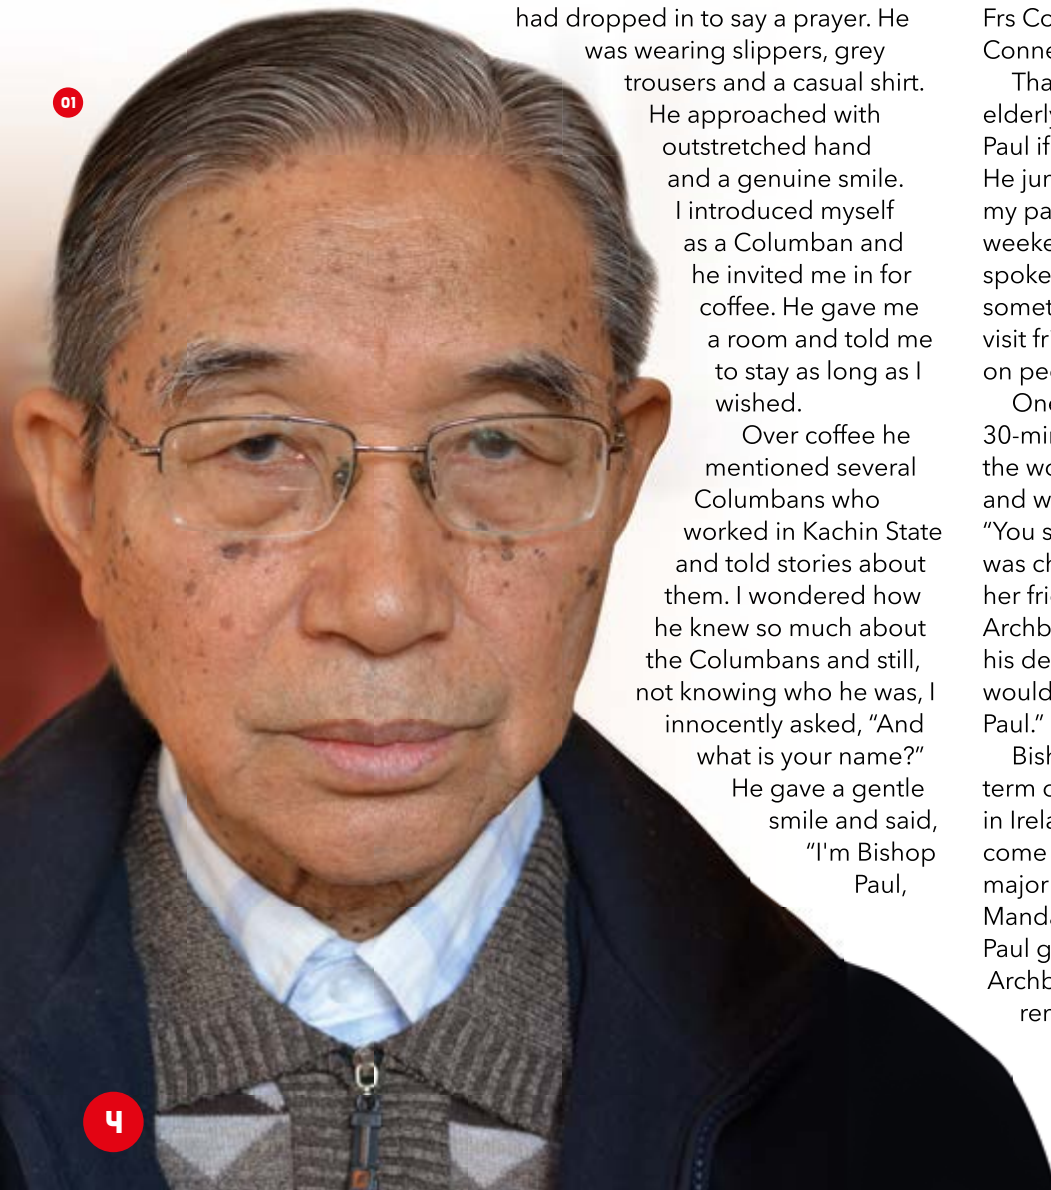 01
had dropped in to say a prayer. He
was wearing slippers, grey
trousers and a casual shirt.
He approached with
outstretched hand
and a genuine smile.
I introduced myself
as a Columban and
he invited me in for
coffee. He gave me
a room and told me
to stay as long as I
wished.
Over coffee he
mentioned several
Columbans who
worked in Kachin State
and told stories about
them. I wondered how
he knew so much about
the Columbans and still,
not knowing who he was, I
innocently asked, “And
what is your name?”
He gave a gentle
smile and said,
“I'm Bishop
Paul,
Frs Co
Conne
Tha
elderly
Paul if
He jur
my pa
weeke
spoke
somet
visit fr
on pe
One
30-mi
the wo
and w
“You s
was ch
her fri
Archb
his de
would
Paul.”
Bish
term o
in Irela
come
major
Manda
Paul g
Archb
rer
4